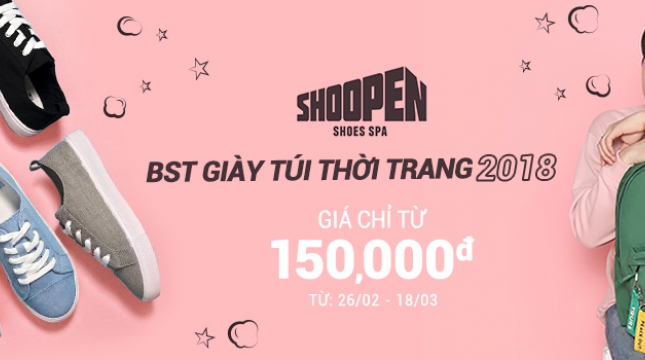 SHOOPEN
SHOES SPA
BST GIÀY TÚI THỜI TRANG 2018
GIÁ CHỈ TỪ
150,000đ
TỪ: 26/02 - 18/03